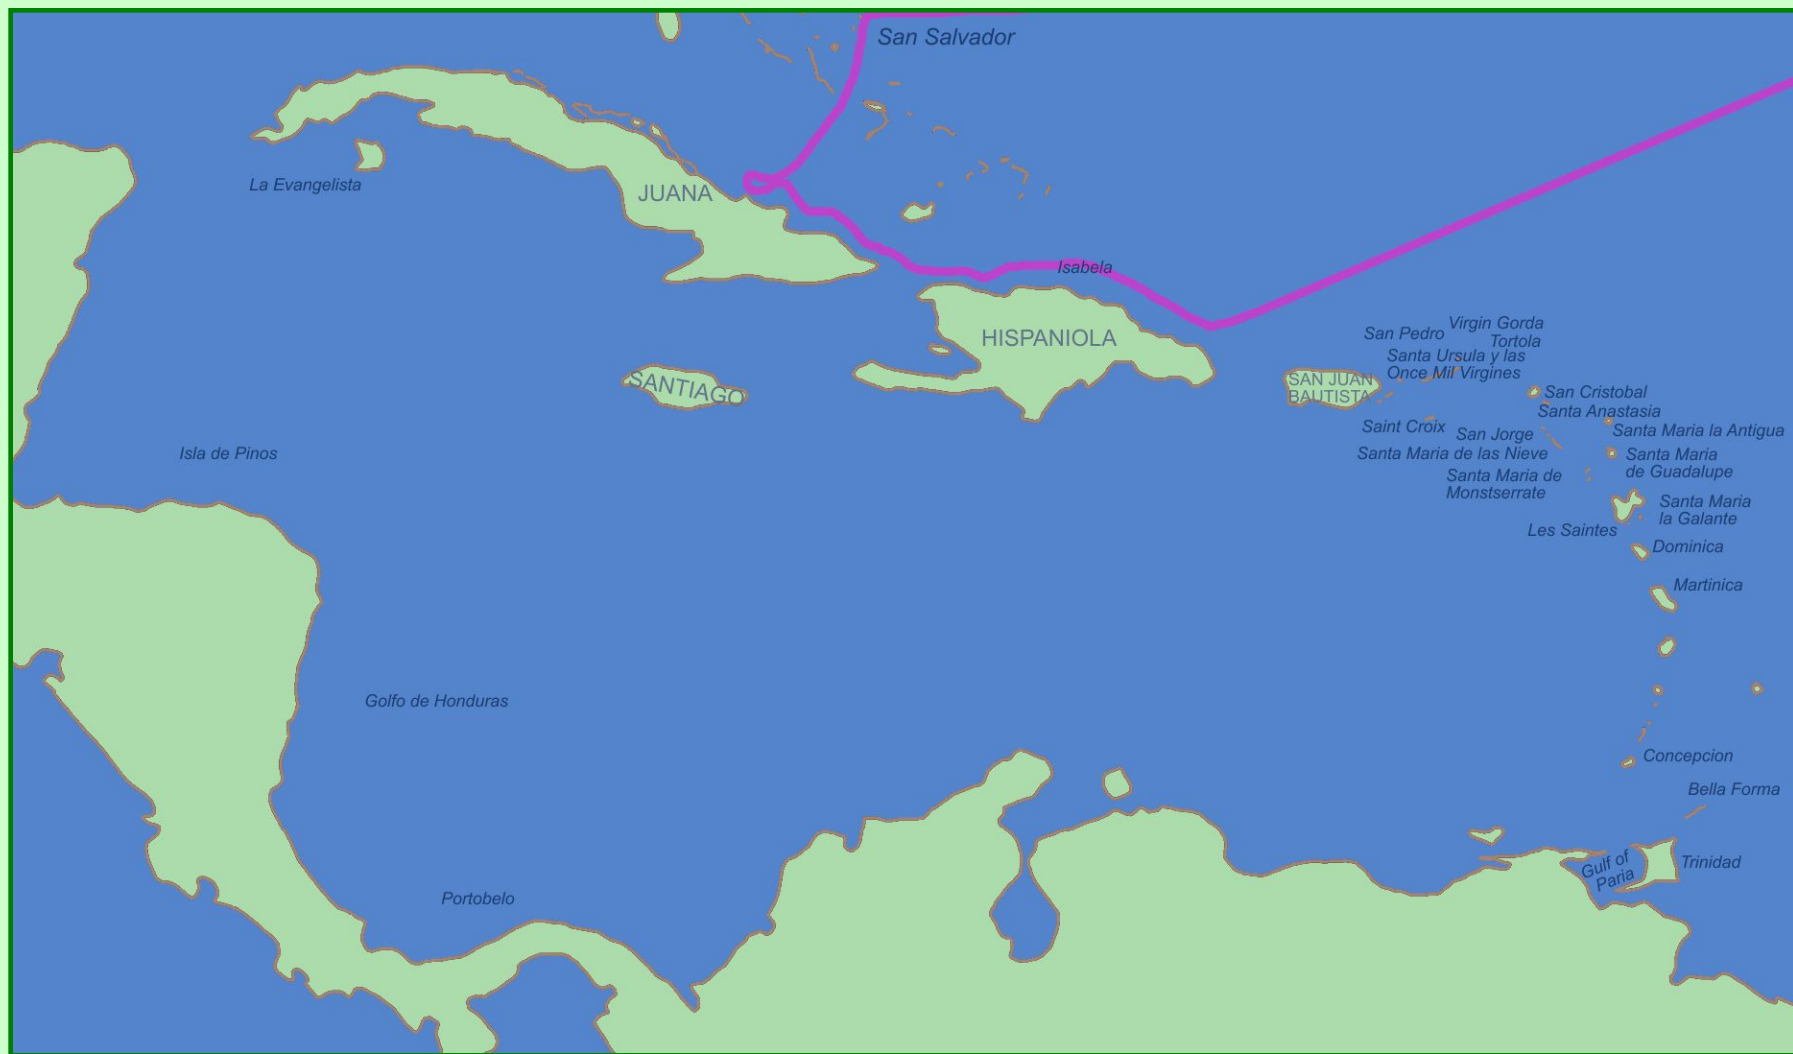 San Salvador
La Evangelista
JUANA
Isabela
HISPANIOLA
SANTIAGO
San Pedro
Virgin Gorda
Tortola
Santa Ursula y las
Once Mil Virgines
SAN JUAN
BAUTISTA
San Cristobal
Santa Anastasia
Saint Croix
San Jorge
Santa Maria la Antigua
Santa Maria de las Nieve
Santa Maria
de Guadalupe
Santa Maria de
Monstserrate
Santa Maria
la Galante
Les Saintes
Dominica
Martinica
Isla de Pinos
Golfo de Honduras
Concepcion
Bella Forma
Gulf of
Paria
Trinidad
Portobelo